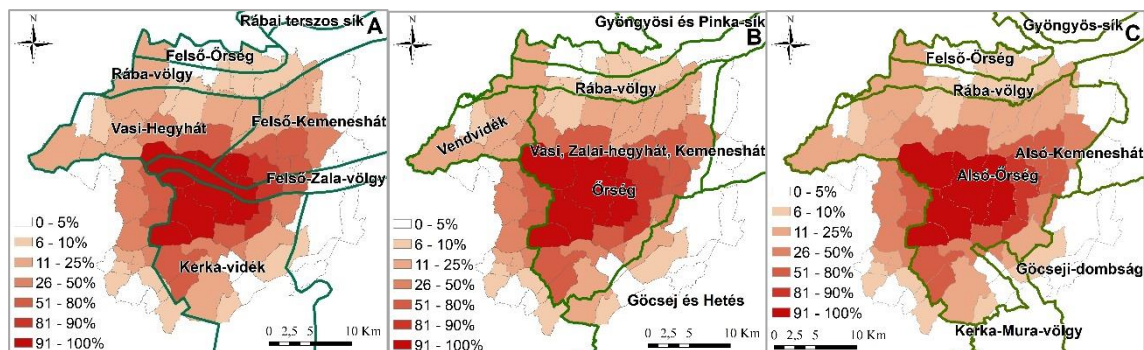 A
Rábai terszos sík
Felső-Őrség
Rába-völgy
Vasi-Hegyhát
Felső-Kemeneshát
Felső-Zala-völgy
Kerka-vidék
0 - 5%
6 - 10%
11 - 25%
26 - 50%
51 - 80%
81 - 90%
91 - 100%
0 2,5 5 10 Km
B
Gyöngyösi és Pinka-sík
Rába-völgy
Vendvidék
Vasi, Zalai-hegyhát, Kemeneshát
Őrség
Göcsej és Hetés
0 - 5%
6 - 10%
11 - 25%
26 - 50%
51 - 80%
81 - 90%
91 - 100%
0 2,5 5 10 Km
C
Gyöngyös-sík
Felső-Őrség
Rába-völgy
Alsó-Kemeneshát
Alsó-Őrség
Göcseji-dombság
Kerka-Mura-völgy
0 - 5%
6 - 10%
11 - 25%
26 - 50%
51 - 80%
81 - 90%
91 - 100%
0 2,5 5 10 Km